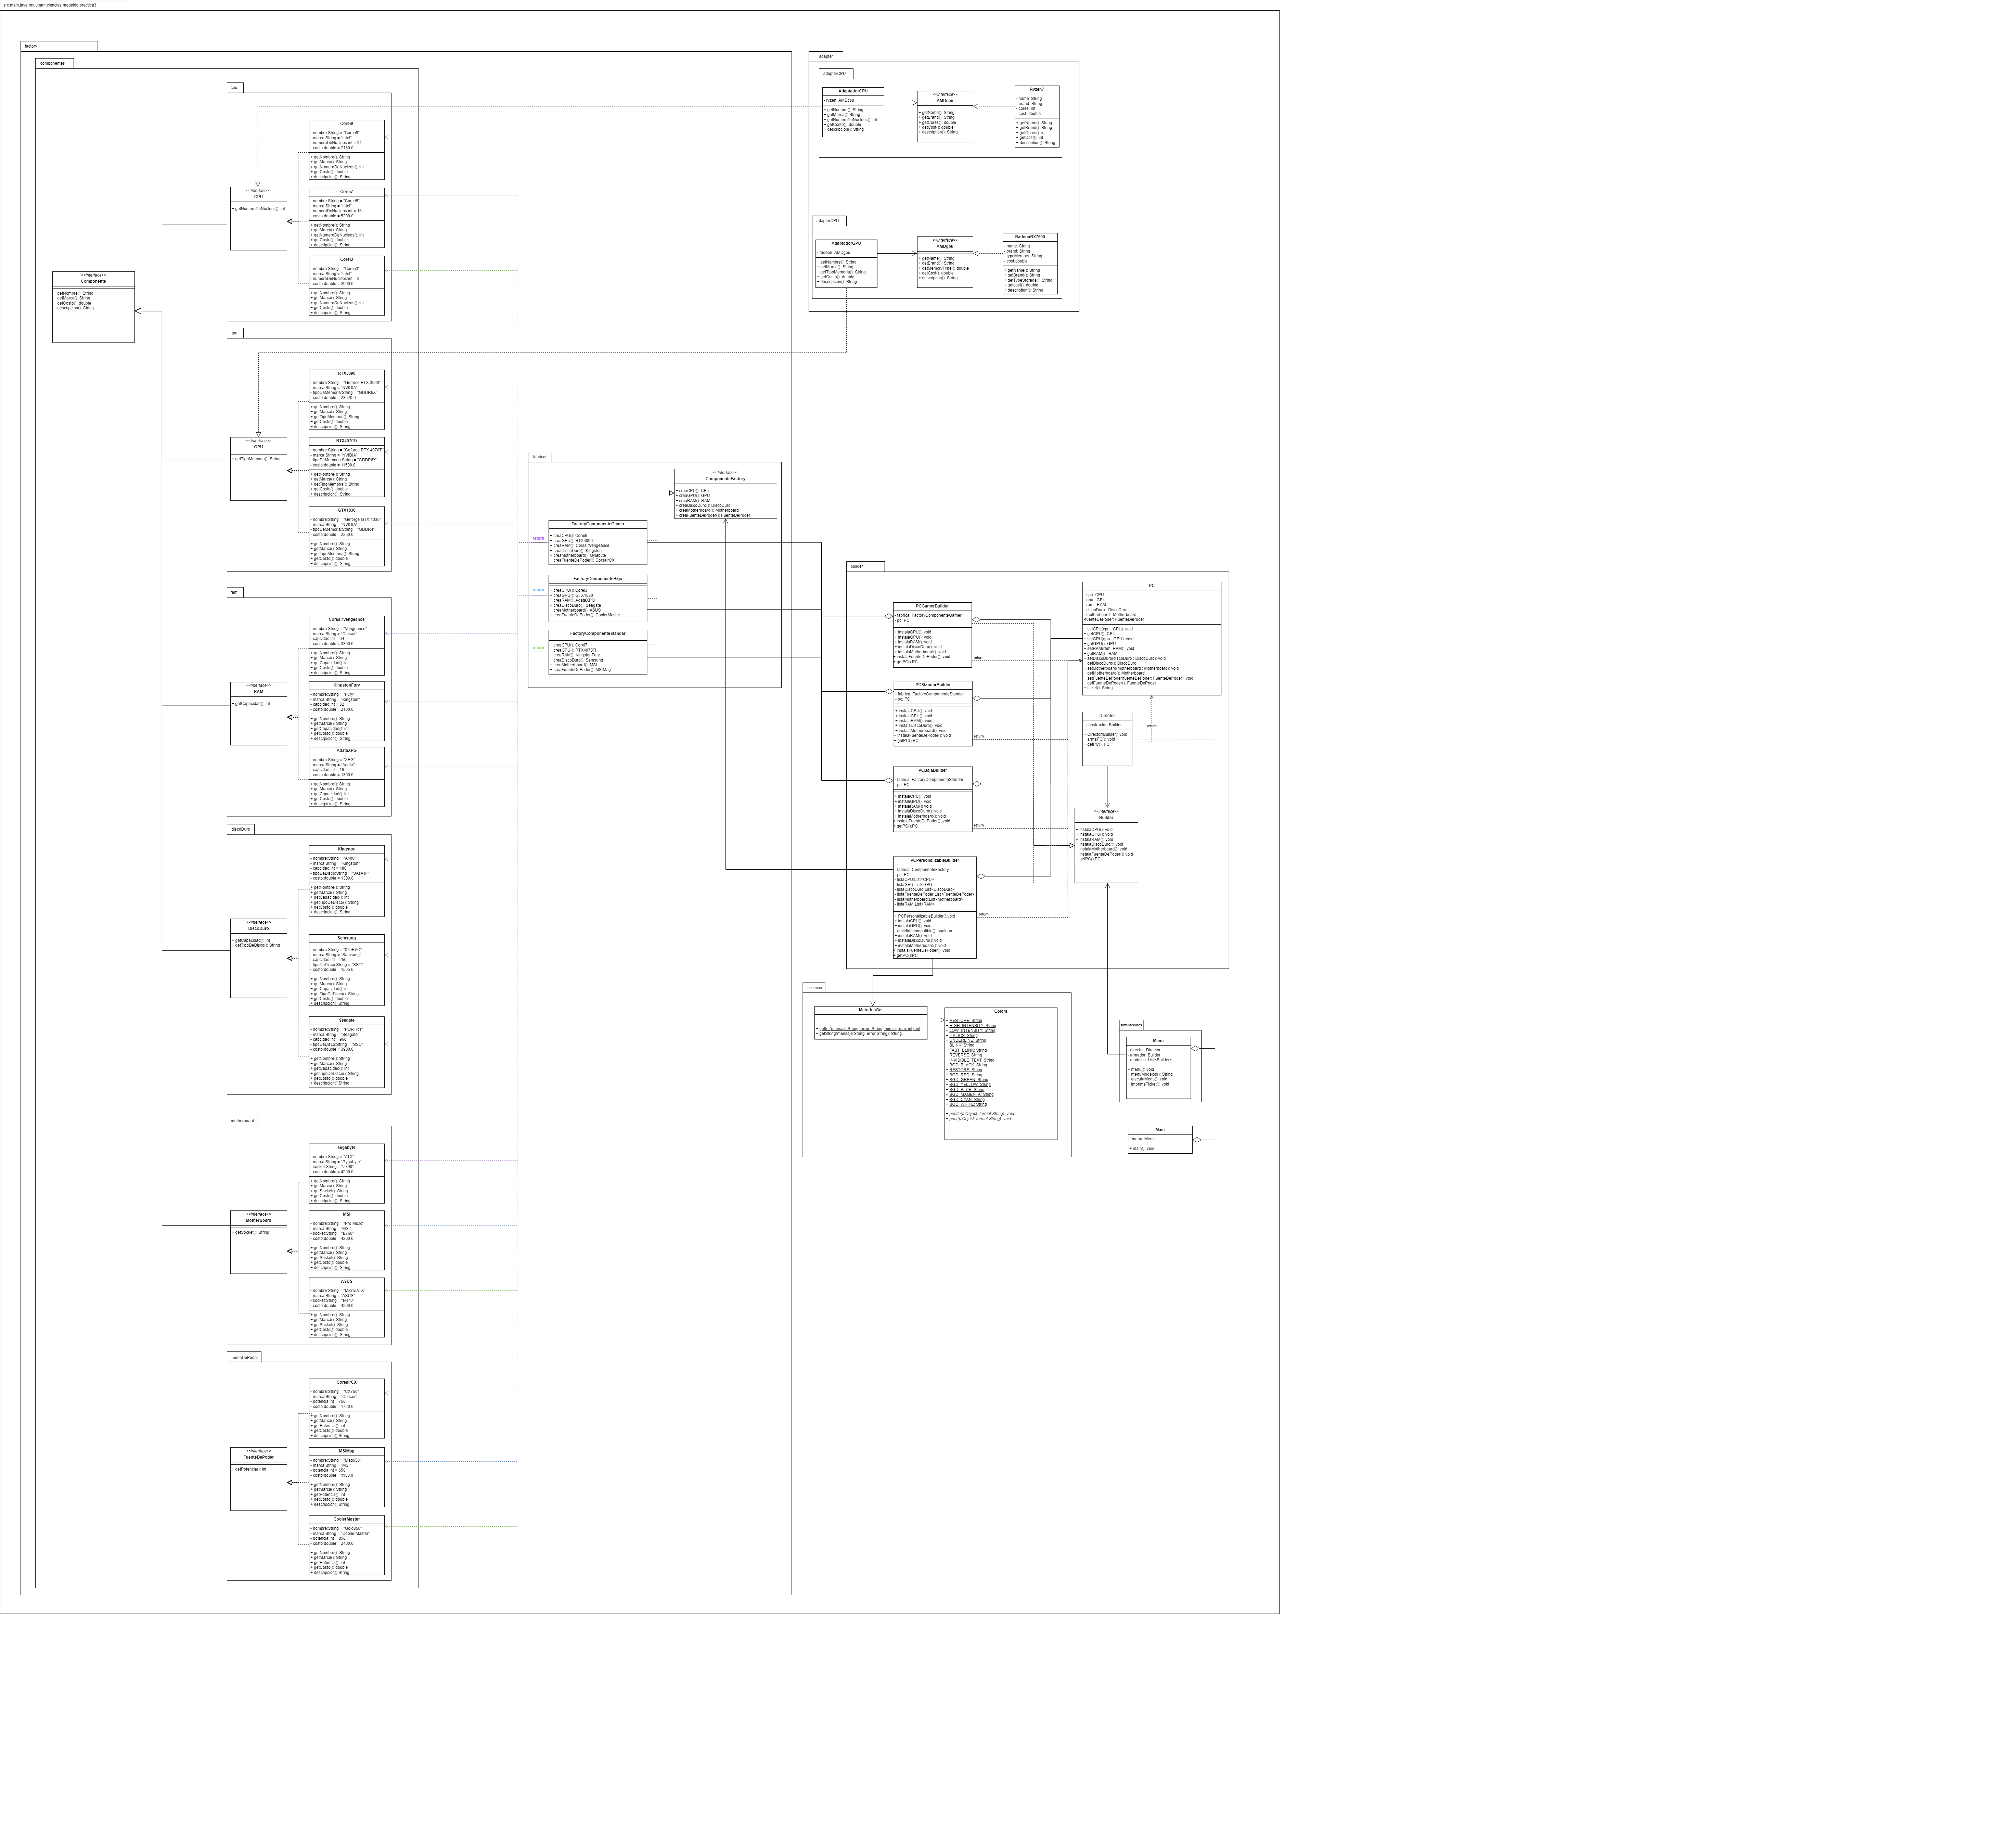 src.main.java.mx.unam.ciencias.modelado.practica3
factory
componentes
<<interface>>
Componente
+ getNombre(): String
+ getMarca(): String
+ getCosto(): double
+ descripcion(): String
cpu
<<interface>>
CPU
+ getNumeroDeNucleos(): int
CoreI9
- nombre:String = "Core i9"
- marca:String = "Intel"
- numeroDeNucleos:int = 24
- costo:double = 7150.0
+ getNombre(): String
+ getMarca(): String
+ getNumeroDeNucleos(): int
+ getCosto(): double
+ descripcion(): String
CoreI7
- marca:String = "Intel"
- numeroDeNucleos:int = 16
- costo:double = 5200.0
+ getNombre(): String
+ getMarca(): String
+ getNumeroDeNucleos(): int
+ getCosto(): double
+ descripcion(): String
CoreI3
- nombre:String = "Core i3"
- marca:String = "Intel"
- costo:double = 2900.0
+ getNombre(): String
+ getMarca(): String
+ getNumeroDeNucleos(): int
+ getCosto(): double
+ descripcion(): String
gpu
<<interface>>
GPU
+ getTipoMemoria(): String
RTX3090
- nombre:String = "Geforce RTX 3090"
- marca:String = "NVIDIA"
- tipoDeMemoria:String = "GDDR6X"
+ getNombre(): String
+ getMarca(): String
+ getTipoMemoria(): String
+ getCosto(): double
+ descripcion(): String
RTX4070Ti
- nombre:String = "Geforce RTX 4070Ti"
- marca:String = "NVIDIA"
- tipoDeMemoria:String = "GDDR6X"
- costo:double = 11500.0
+ getNombre(): String
+ getMarca(): String
+ getTipoMemoria(): String
+ getCosto(): double
+ descripcion(): String
GTX1030
- nombre:String = "Geforge GTX 1030"
- marca:String = "NVIDIA"
- tipoDeMemoria:String = "GDDR4"
- costo:double = 2250.0
+ getNombre(): String
+ getMarca(): String
+ getTipoMemoria(): String
+ getCosto(): double
+ descripcion(): String
ram
<<interface>>
RAM
+ getCapacidad(): int
CorsairVengeance
- nombre:String = "Vengeance"
- marca:String = "Corsair"
- capcidad:int = 64
- costo:double = 3300.0
+ getNombre(): String
+ getMarca(): String
+ getCapacidad(): int
+ getCosto(): double
+ descripcion(): String
KingstonFury
- nombre:String = "Fury"
- marca:String = "Kingston"
- capcidad:int = 32
- costo:double = 2100.0
+ getNombre(): String
+ getMarca(): String
+ getCapacidad(): int
+ getCosto(): double
+ descripcion(): String
AdataXPG
- nombre:String = "XPG"
- marca:String = "Adata"
- capcidad:int = 16
- costo:double = 1300.0
+ getNombre(): String
+ getMarca(): String
+ getCapacidad(): int
+ getCosto(): double
+ descripcion(): String
discoDuro
<<interface>>
DiscoDuro
+ getCapacidad(): int
+ getTipoDeDisco(): String
Kingston
- nombre:String = "A400"
- marca:String = "Kingston"
- capcidad:int = 480
- tipoDeDisco:String = "SATA III"
- costo:double = 1300.0
+ getNombre(): String
+ getMarca(): String
+ getCapacidad(): int
+ getTipoDeDisco(): String
+ getCosto(): double
+ descripcion(): String
Samsung
- nombre:String = "870EVO"
- marca:String = "Samsung"
- capcidad:int = 250
- tipoDeDisco:String = "SSD"
+ getNombre(): String
+ getMarca(): String
+ getCapacidad(): int
+ getTipoDeDisco(): String
+ getCosto(): double
+ descripcion():String
Seagate
- nombre:String = "PORTR1"
- marca:String = "Seagate"
- capcidad:int = 960
- tipoDeDisco:String = "SSD"
+ getNombre(): String
+ getMarca(): String
+ getCapacidad(): int
+ getTipoDeDisco(): String
+ getCosto(): double
+ descripcion():String
motherboard
<<interface>>
MotherBoard
+ getSocket(): String
Gigabyte
- nombre:String = "ATX"
- marca:String = "Gygabyte"
- socket:String = "Z790"
- costo:double = 4200.0
+ getNombre(): String
+ getMarca(): String
+ getSocket(): String
+ getCosto(): double
+ descripcion(): String
MSI
- nombre:String = "Pro Micro"
- marca:String = "MSI"
- socket:String = "B760"
- costo:double = 4200.0
+ getNombre(): String
+ getMarca(): String
+ getSocket(): String
+ getCosto(): double
+ descripcion(): String
ASUS
- nombre:String = "Micro-ATX"
- marca:String = "ASUS"
- socket:String = "H470"
- costo:double = 4200.0
+ getNombre(): String
+ getMarca(): String
+ getSocket(): String
+ getCosto(): double
+ descripcion(): String
fuenteDePoder
<<interface>>
FuenteDePoder
+ getPotencia(): int
CorsairCX
- nombre:String = "CX750"
- marca:String = "Corsair"
- potencia:int = 750
- costo:double = 1720.0
+ getNombre(): String
+ getMarca(): String
+ getPotencia(): int
+ getCosto(): double
+ descripcion():String
MSIMag
- nombre:String = "Mag650"
- marca:String = "MSI"
- potencia:int = 650
- costo:double = 1150.0
+ getNombre(): String
+ getMarca(): String
+ getPotencia(): int
+ getCosto(): double
+ descripcion():String
CoolerMaster
- nombre:String = "Gold850"
- marca:String = "Cooler Master"
- potencia:int = 850
- costo:double = 2400.0
+ getNombre(): String
+ getMarca(): String
+ getPotencia(): int
+ getCosto(): double
+ descripcion():String
fabricas
<<interface>>
ComponenteFactory
+ creaCPU(): CPU
+ creaGPU(): GPU
+ creaRAM(): RAM
+ creaDiscoDuro(): DiscoDuro
+ creaMotherboard(): Motherboard
+ creaFuenteDePoder(): FuenteDePoder
return
FactoryComponenteGamer
+ creaCPU(): CoreI9
+ creaGPU(): RTX3090
+ creaRAM(): CorsairVengeance
+ creaDiscoDuro(): Kingston
+ creaFuenteDePoder(): CorsairCX
return
FactoryComponenteBajo
+ creaCPU(): CoreI3
+ creaGPU(): GTX1030
+ creaRAM(): AdataXPG
+ creaDiscoDuro(): Seagate
+ creaMotherboard(): ASUS
+ creaFuenteDePoder(): CoolerMaster
return
FactoryComponenteStandar
+ creaCPU(): CoreI7
+ creaGPU(): RTX4070Ti
+ creaRAM(): KingstonFury
+ creaDiscoDuro(): Samsung
+ creaMotherboard(): MSI
+ creaFuentePoder(): MSIMag
adapter
adapterCPU
AdaptadorCPU
- ryzen: AMDcpu
+ getNombre(): String
+ getMarca(): String
+ getNumeroDeNucleos(): int
+ getCosto(): double
+ descripcion(): String
<<interface>>
AMDcpu
+ getName(): String
+ getBrand(): String
+ getCores(): double
+ getCost(): double
+ description(): String
Ryzen7
- name: String
- brand: String
- cores: int
- cost: double
+ getName(): String
+ getBrand(): String
+ getCores(): int
+ getCost(): int
+ description(): String
adapterCPU
AdaptadorGPU
- radeon: AMDgpu
+ getNombre(): String
+ getMarca(): String
+ getTipoMemoria(): String
+ getCosto(): double
+ descripcion(): String
<<interface>>
AMDgpu
+ getName(): String
+ getBrand(): String
+ getMemoryType(): double
+ getCost(): double
+ description(): String
RadeonRX7600
- name: String
- brand: String
- typeMemory: String
- cost:double
+ getName(): String
+ getBrand(): String
+ getTypeStorage(): String
+ getcost(): double
+ description(): String
builder
PCGamerBuilder
- fabrica: FactoryComponenteGamer
- pc: PC
+ instalaCPU(): void
+ instalaGPU(): void
+ instalaRAM(): void
+ instalaDiscoDuro(): void
+ instalaMotherboard(): void
+ instalaFuenteDePoder(): void
+ getPC():PC
return
PCStandarBuilder
- fabrica: FactoryComponenteStandar
- pc: PC
+ instalaCPU(): void
+ instalaGPU(): void
+ instalaRAM(): void
+ instalaDiscoDuro(): void
+ instalaMotherboard(): void
+ instalaFuenteDePoder(): void
+ getPC():PC
return
PCBajaBuilder
- fabrica: FactoryComponenteStandar
- pc: PC
+ instalaCPU(): void
+ instalaGPU(): void
+ instalaRAM(): void
+ instalaDiscoDuro(): void
+ instalaMotherboard(): void
+ instalaFuenteDePoder(): void
+ getPC():PC
return
PCPersonalizableBuilder
- fabrica: ComponenteFactory
- pc: PC
- listaCPU:List<CPU>
- listaGPU:List<GPU>
- listaDiscoDuro:List<DiscoDuro>
- listaFuenteDePoder:List<FuenteDePoder>
- listaMotherboard:List<Motherboard>
- listaRAM:List<RAM>
+ PCPersonalizableBuilder():void
+ instalaCPU(): void
+ instalaGPU(): void
- decidirIncompatible(): boolean
+ instalaRAM(): void
+ instalaDiscoDuro(): void
+ instalaMotherboard(): void
+ instalaFuenteDePoder(): void
+ getPC():PC
return
PC
- cpu: CPU
- gpu: GPU
- ram: RAM
- discoDuro: DiscoDuro
- motherboard: Motherboard
-fuenteDePoder: FuenteDePoder
+ setCPU(cpu : CPU): void
+ getCPU(): CPU
+ setGPU(gpu : GPU): void
+ getGPU(): GPU
+ setRAM(ram: RAM): void
+ getRAM(): RAM
+ setDiscoDuro(discoDuro : DiscoDuro): void
+ getDiscoDuro(): DiscoDuro
+ setMotherboard(motherboard : Motherboard): void
+ getMotherboard(): Motherboard
+ setFuenteDePoder(fuenteDePoder: FuenteDePoder): void
+ getFuenteDePoder(): FuenteDePoder
+ ticket(): String
return
Director
- constructor: Builder
+ Director(Builder): void
+ armaPC(): void
+ getPC(): PC
<<interface>>
Builder
+ instalaCPU(): void
+ instalaGPU(): void
+ instalaRAM(): void
+ instalaDiscoDuro(): void
+ instalaMotherboard(): void
+ instalaFuenteDePoder(): void
+ getPC():PC
common
MetodosGet
+ getInt(mensaje:String, error: String, min:int, max:int): int
+ getString(mensaje:String, error:String): String
Colors
+ RESTORE: String
+ HIGH_INTENSITY: String
+ LOW_INTENSITY: String
+ ITALICS: String
+ UNDERLINE: String
+ BLINK: String
+ FAST_BLINK: String
+ REVERSE: String
+ INVISIBLE_TEXT: String
+ BGD_BLACK: String
+ RESTORE: String
+ BGD_RED: String
+ BGD_GREEN: String
+ BGD_YELLOW: String
+ BGD_BLUE: String
+ BGD_MAGENTA: String
+ BGD_CYAN: String
+ BGD_WHITE: String
+ println(o:Object, format:String): void
+ print(o:Object, format:String): void
simulaciones
Menu
- director: Director
- armador: Builder
- modelos: List<Builder>
+ menu(): void
+ menuModelos(): String
+ ejecutaMenu(): void
+ imprimeTicket(): void
Main
- menu: Menu
+ main(): void